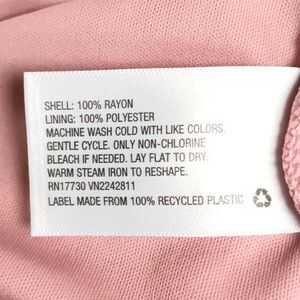 SHELL: 100% RAYON
LINING: 100% POLYESTER
MACHINE WASH COLD WITH LIKE COLORS.
GENTLE CYCLE. ONLY NON-CHLORINE
BLEACH IF NEEDED. LAY FLAT TO DRY.
WARM STEAM IRON TO RESHAPE.
RN17730 VN2242811
LABEL MADE FROM 100% RECYCLED PLASTIC